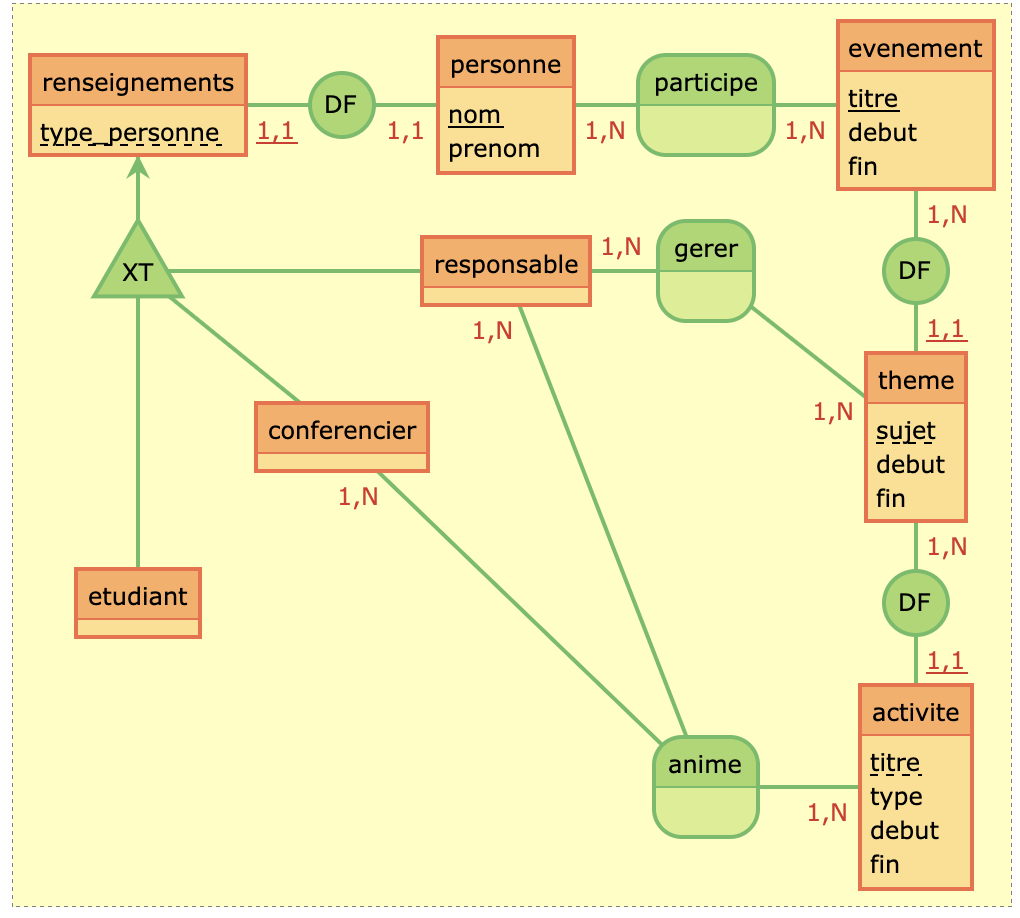 renseignements
type_personne
1,1
DF
1,1
personne
nom
prenom
1,N
participe
1,N
evenement
titre
debut
fin
1,N
DF
1,1
XT
responsable
1,N
1,N
gerer
1,N
theme
sujet
debut
fin
1,N
DF
1,1
conferencier
1,N
etudiant
anime
1,N
activite
titre
type
debut
fin